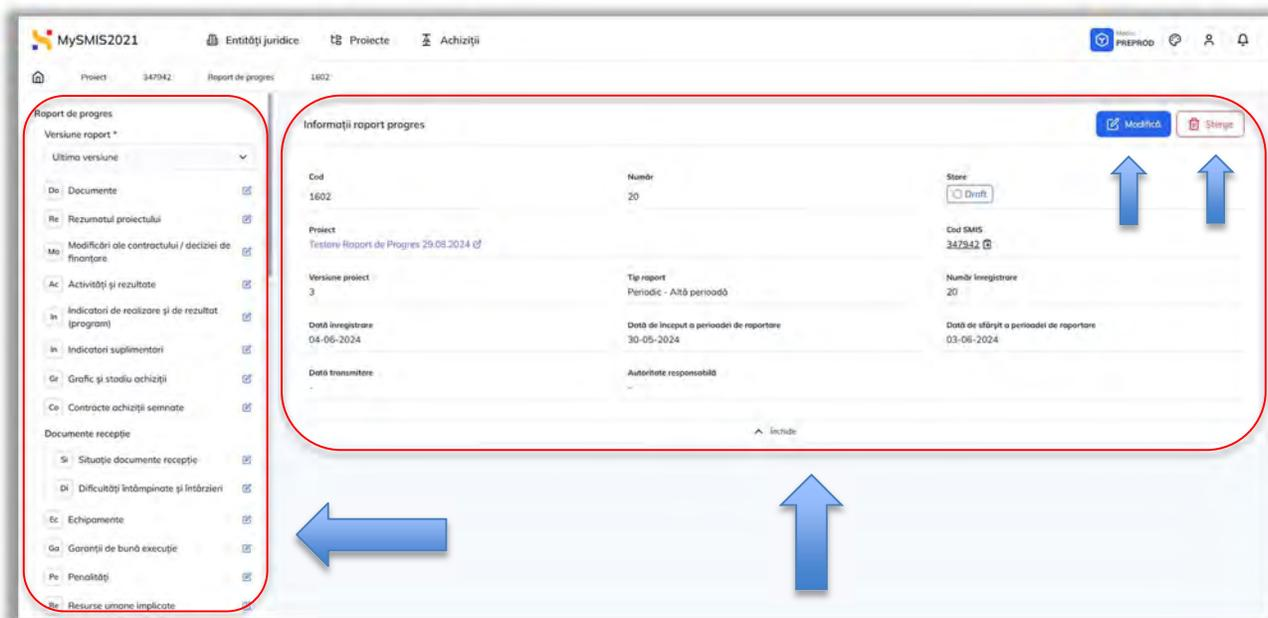 MySMIS2021
Entități juridice
Proiecte
Achiziții
Mediu
PREPROD
Proiect
347942
Raport de progres
1602
Raport de progres
Versiune raport *
Ultima versiune
Do Documente
Re Rezumatul proiectului
Mo Modificări ale contractului / deciziei de
finanțare
Ac Activități și rezultate
In Indicatori de realizare și de rezultat
(program)
In Indicatori suplimentari
Gr Grafic și stadiu achiziții
Co Contracte achiziții semnate
Documente recepție
Si Situație documente recepție
Di Dificultăți întâmpinate și întârzieri
Ec Echipamente
Ga Garanții de bună execuție
Pe Penalități
Re Resurse umane implicate
Informații raport progres
Modifică
Șterge
Cod
1602
Număr
20
Stare
Draft
Proiect
Testare Raport de Progres 29.08.2024
Cod SMIS
347942
Versiune proiect
3
Tip raport
Periodic - Altă perioadă
Număr înregistrare
20
Dată înregistrare
04-06-2024
Dată de început a perioadei de raportare
30-05-2024
Dată de sfârșit a perioadei de raportare
03-06-2024
Dată transmitere
-
Autoritate responsabilă
-
Închide